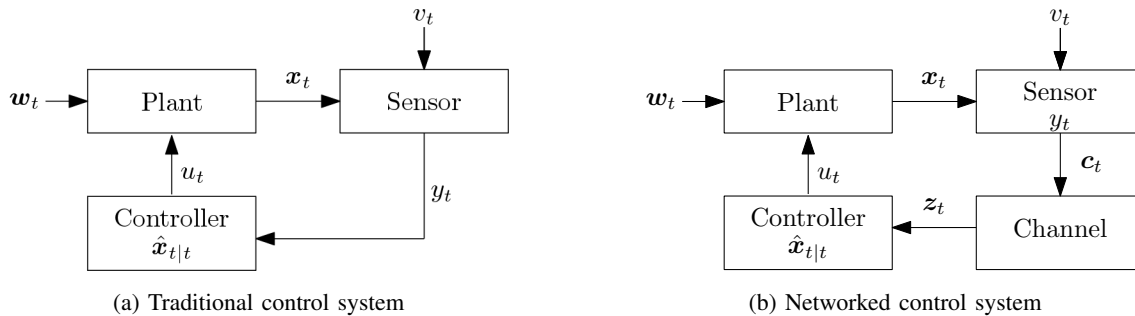 v_t
w_t
Plant
x_t
Sensor
u_t
y_t
Controller
x̂_{t|t}
(a) Traditional control system
v_t
w_t
Plant
x_t
Sensor
y_t
u_t
c_t
Controller
x̂_{t|t}
z_t
Channel
(b) Networked control system